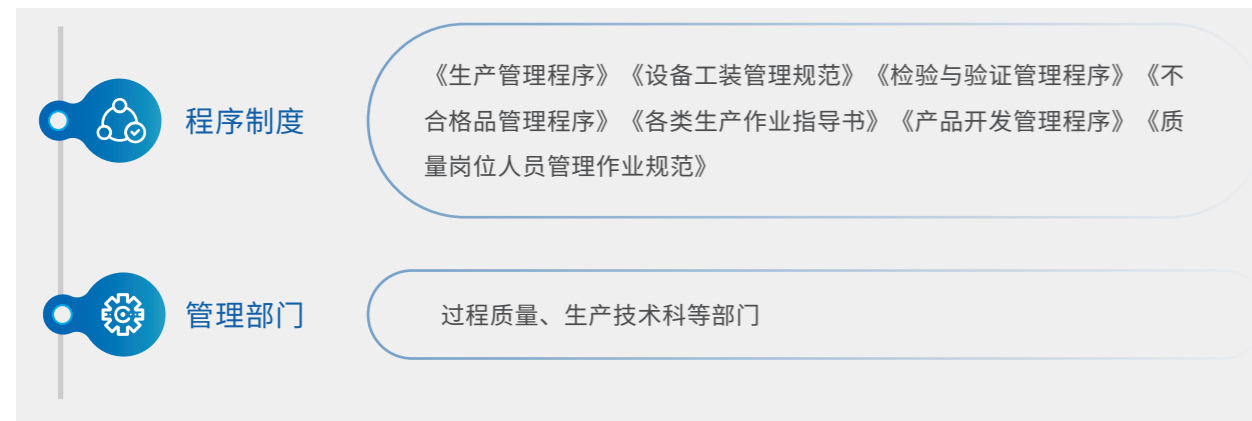 程序制度
《生产管理程序》《设备工装管理规范》《检验与验证管理程序》《不
合格品管理程序》《各类生产作业指导书》《产品开发管理程序》《质
量岗位人员管理作业规范》
管理部门
过程质量、生产技术科等部门